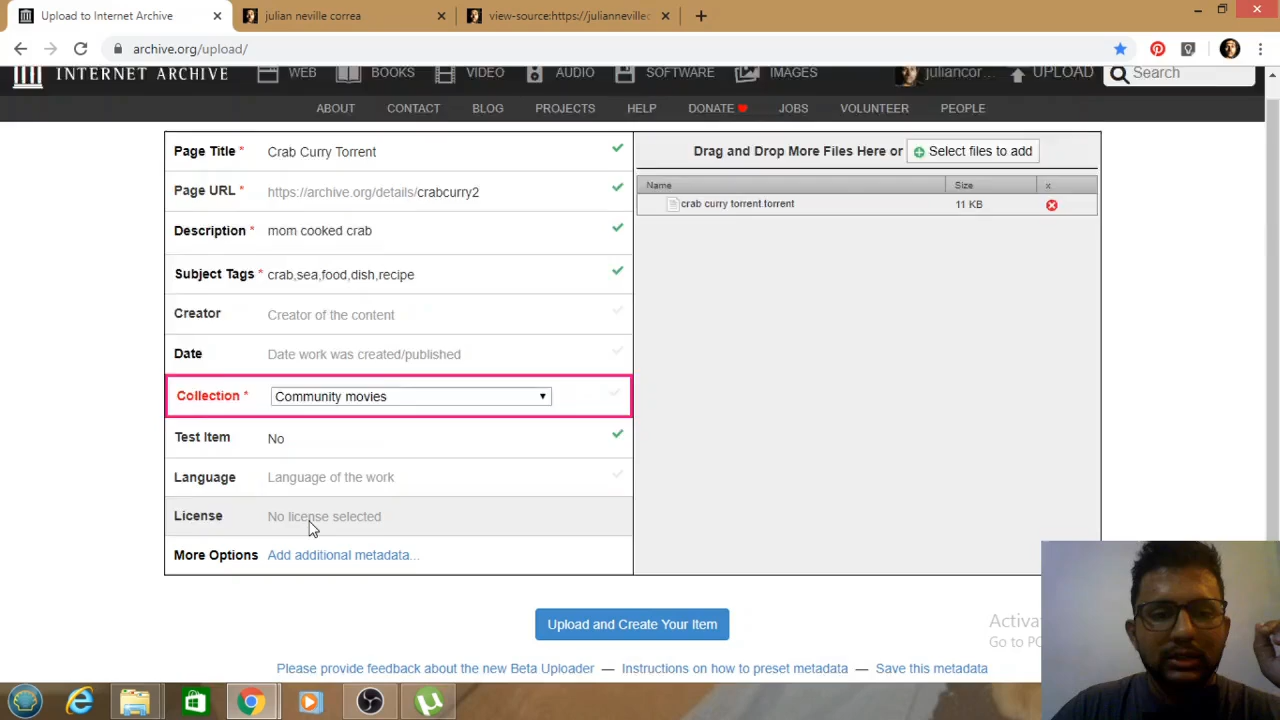 Upload to Internet Archive
julian neville correa
view-source:https://juliannevillec
archive.org/upload/
INTERNET ARCHIVE
WEB
BOOKS
VIDEO
AUDIO
SOFTWARE
IMAGES
juliancor...
UPLOAD
Search
ABOUT
CONTACT
BLOG
PROJECTS
HELP
DONATE
JOBS
VOLUNTEER
PEOPLE
Page Title * Crab Curry Torrent
Page URL * https://archive.org/details/crabcurry2
Description * mom cooked crab
Subject Tags * crab,sea,food,dish,recipe
Creator Creator of the content
Date Date work was created/published
Collection * Community movies
Test Item No
Language Language of the work
License No license selected
More Options Add additional metadata...
Drag and Drop More Files Here or Select files to add
Name Size x
crab curry torrent.torrent 11 KB
Upload and Create Your Item
Activa
Go to PC
Please provide feedback about the new Beta Uploader — Instructions on how to preset metadata — Save this metadata